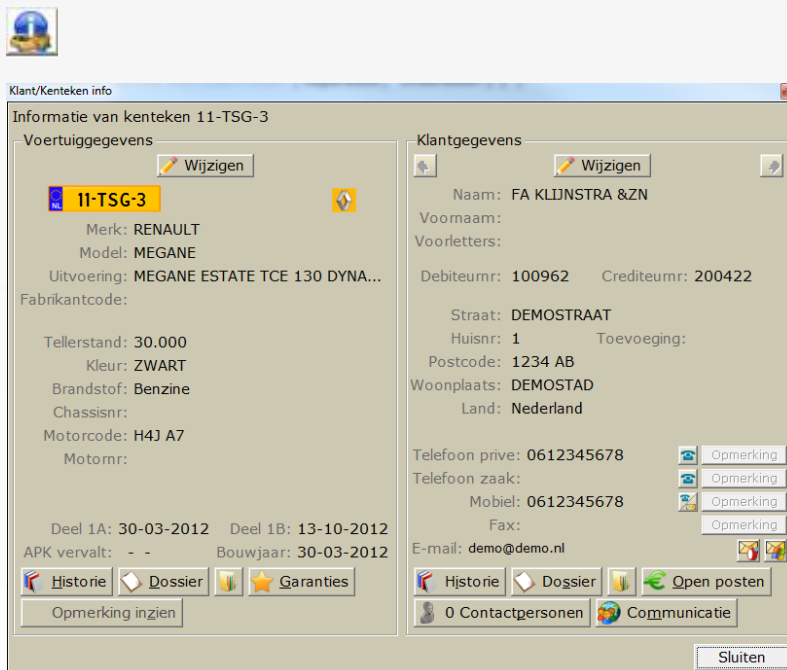 Klant/Kenteken info
Informatie van kenteken 11-TSG-3
Voertuiggegevens
Wijzigen
NL 11-TSG-3
Merk: RENAULT
Model: MEGANE
Uitvoering: MEGANE ESTATE TCE 130 DYNA...
Fabrikantcode:
Tellerstand: 30.000
Kleur: ZWART
Brandstof: Benzine
Chassisnr:
Motorcode: H4J A7
Motornr:
Deel 1A: 30-03-2012 Deel 1B: 13-10-2012
APK vervalt: - - Bouwjaar: 30-03-2012
Historie Dossier Garanties
Opmerking inzien
Klantgegevens
Wijzigen
Naam: FA KLIJNSTRA &ZN
Voornaam:
Voorletters:
Debiteurnr: 100962 Crediteurnr: 200422
Straat: DEMOSTRAAT
Huisnr: 1 Toevoeging:
Postcode: 1234 AB
Woonplaats: DEMOSTAD
Land: Nederland
Telefoon prive: 0612345678 Opmerking
Telefoon zaak: Opmerking
Mobiel: 0612345678 Opmerking
Fax: Opmerking
E-mail: demo@demo.nl
Historie Dossier Open posten
0 Contactpersonen Communicatie
Sluiten